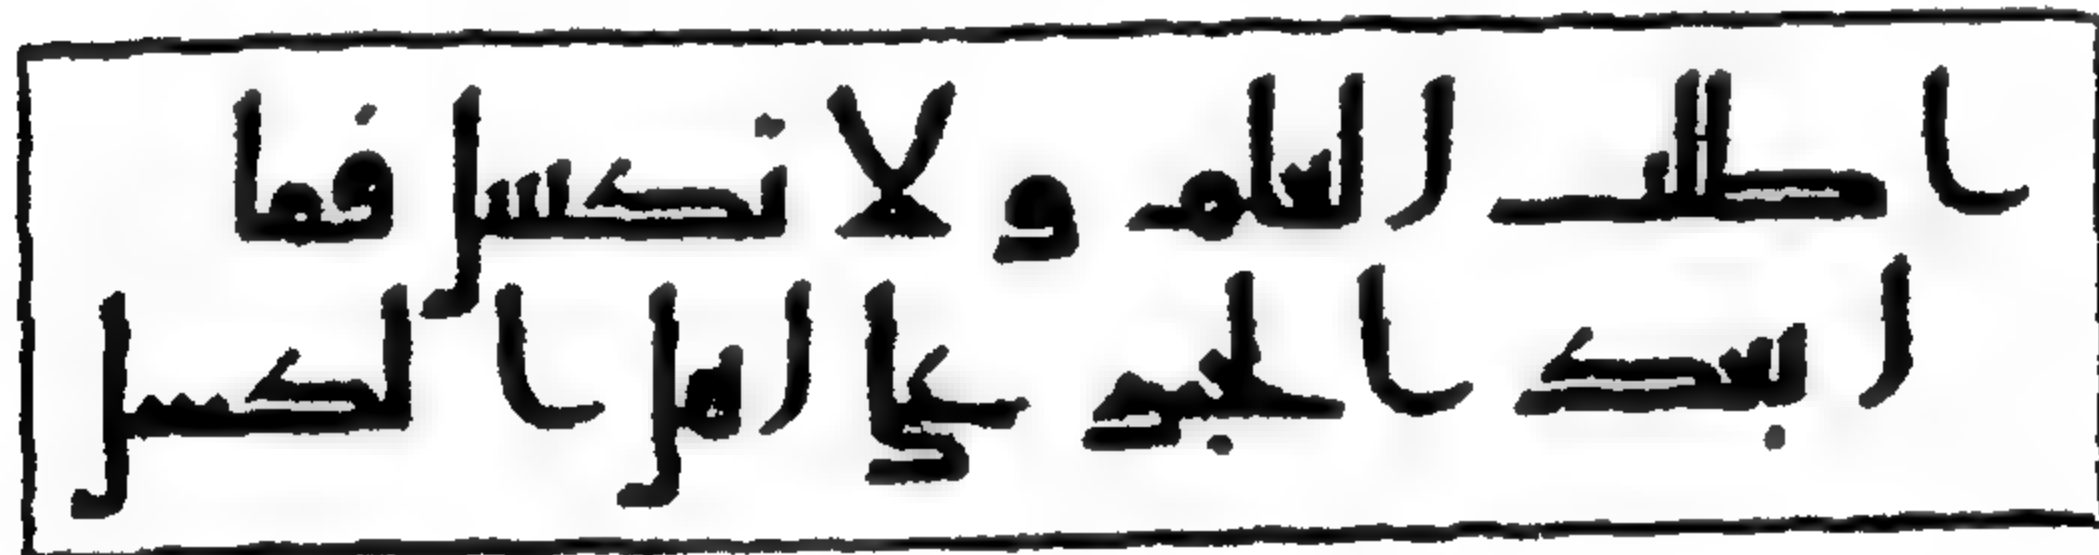 اطلب العلم ولا تكسل فما
ابعد الخير على اهل الكسل